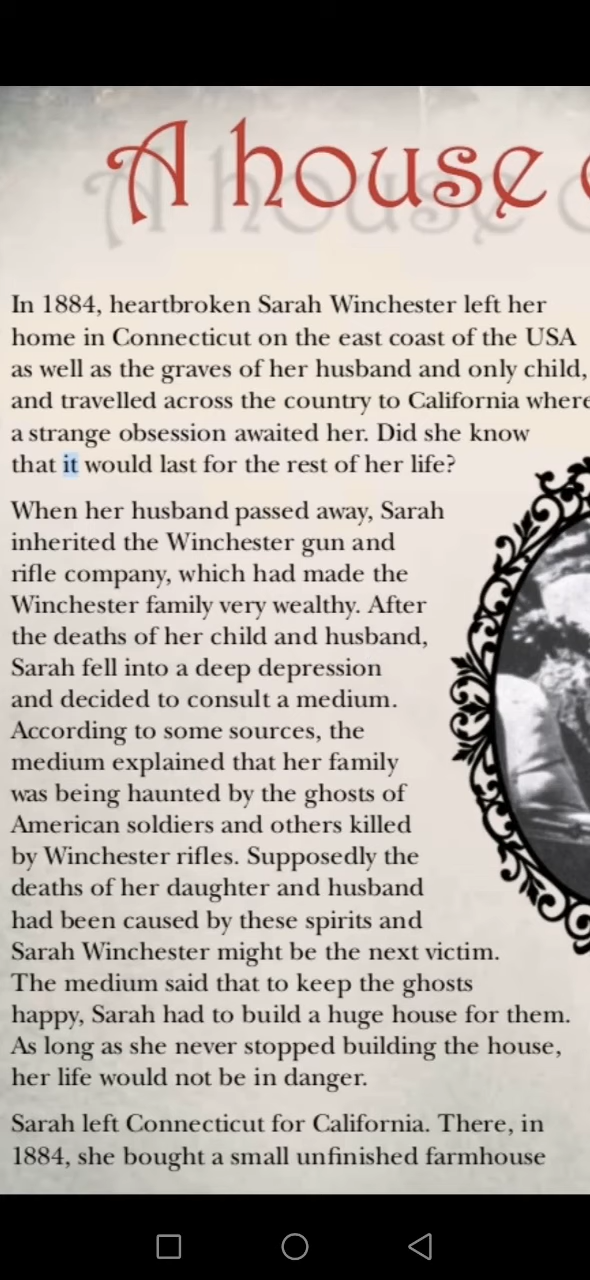 A house
In 1884, heartbroken Sarah Winchester left her
home in Connecticut on the east coast of the USA
as well as the graves of her husband and only child,
and travelled across the country to California where
a strange obsession awaited her. Did she know
that it would last for the rest of her life?
When her husband passed away, Sarah
inherited the Winchester gun and
rifle company, which had made the
Winchester family very wealthy. After
the deaths of her child and husband,
Sarah fell into a deep depression
and decided to consult a medium.
According to some sources, the
medium explained that her family
was being haunted by the ghosts of
American soldiers and others killed
by Winchester rifles. Supposedly the
deaths of her daughter and husband
had been caused by these spirits and
Sarah Winchester might be the next victim.
The medium said that to keep the ghosts
happy, Sarah had to build a huge house for them.
As long as she never stopped building the house,
her life would not be in danger.
Sarah left Connecticut for California. There, in
1884, she bought a small unfinished farmhouse